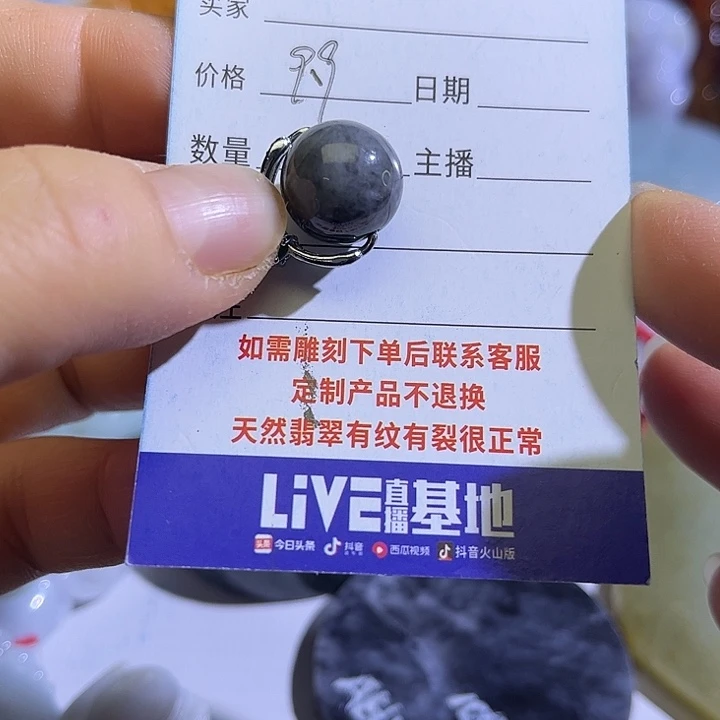 买家
价格 日期
数量 主播
如需雕刻下单后联系客服
定制产品不退换
天然翡翠有纹有裂很正常
LiVE直播基地
头条 今日头条 抖音 西瓜视频 抖音火山版